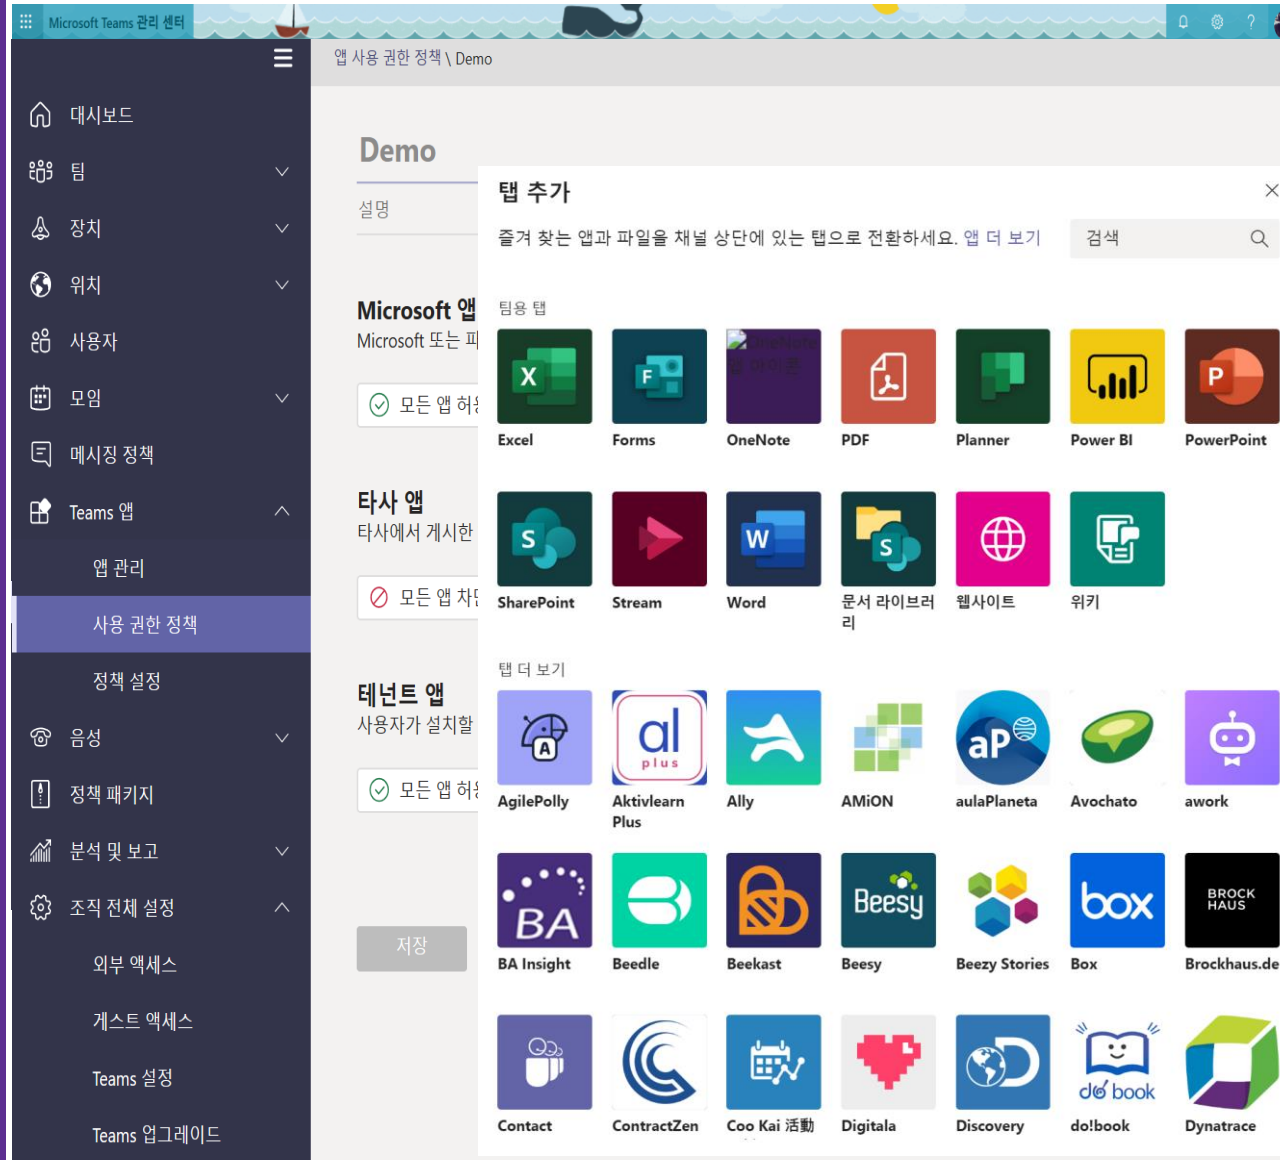 Microsoft Teams 관리 센터
앱 사용 권한 정책 \ Demo
대시보드
팀
장치
위치
사용자
모임
메시징 정책
Teams 앱
앱 관리
사용 권한 정책
정책 설정
음성
정책 패키지
분석 및 보고
조직 전체 설정
외부 액세스
게스트 액세스
Teams 설정
Teams 업그레이드
Demo
설명
Microsoft 앱
Microsoft 또는
모든 앱
타사 앱
타사에서 게시한
모든 앱
테넌트 앱
사용자가 설치할
모든 앱
저장
탭 추가
즐겨 찾는 앱과 파일을 채널 상단에 있는 탭으로 전환하세요. 앱 더 보기
검색
팀용 탭
Excel Forms OneNote PDF Planner Power BI PowerPoint
SharePoint Stream Word 문서 라이브러리 웹사이트 위키
탭 더 보기
al
plus
aP
AgilePolly Aktivlearn Plus Ally AMiON aulaPlaneta Avochato awork
BA
Beesy
box
BROCK
HAUS
BA Insight Beedle Beekast Beesy Beezy Stories Box Brockhaus.de
do! book
Contact ContractZen Coo Kai 活動 Digitala Discovery do!book Dynatrace